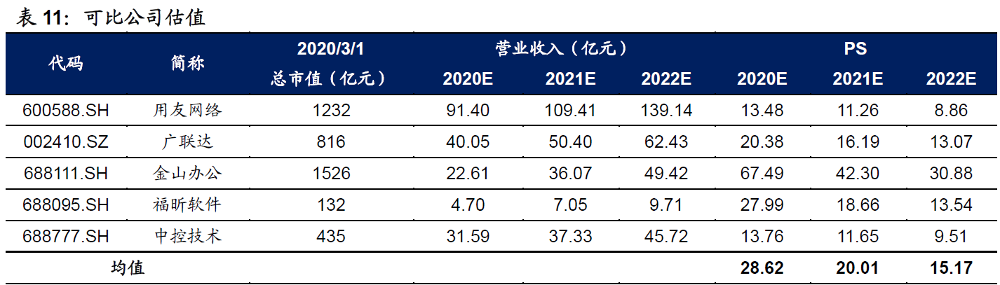 表 11：可比公司估值
代码 简称 2020/3/1 总市值（亿元） 营业收入（亿元） PS
2020E 2021E 2022E 2020E 2021E 2022E
600588.SH 用友网络 1232 91.40 109.41 139.14 13.48 11.26 8.86
002410.SZ 广联达 816 40.05 50.40 62.43 20.38 16.19 13.07
688111.SH 金山办公 1526 22.61 36.07 49.42 67.49 42.30 30.88
688095.SH 福昕软件 132 4.70 7.05 9.71 27.99 18.66 13.54
688777.SH 中控技术 435 31.59 37.33 45.72 13.76 11.65 9.51
均值 28.62 20.01 15.17